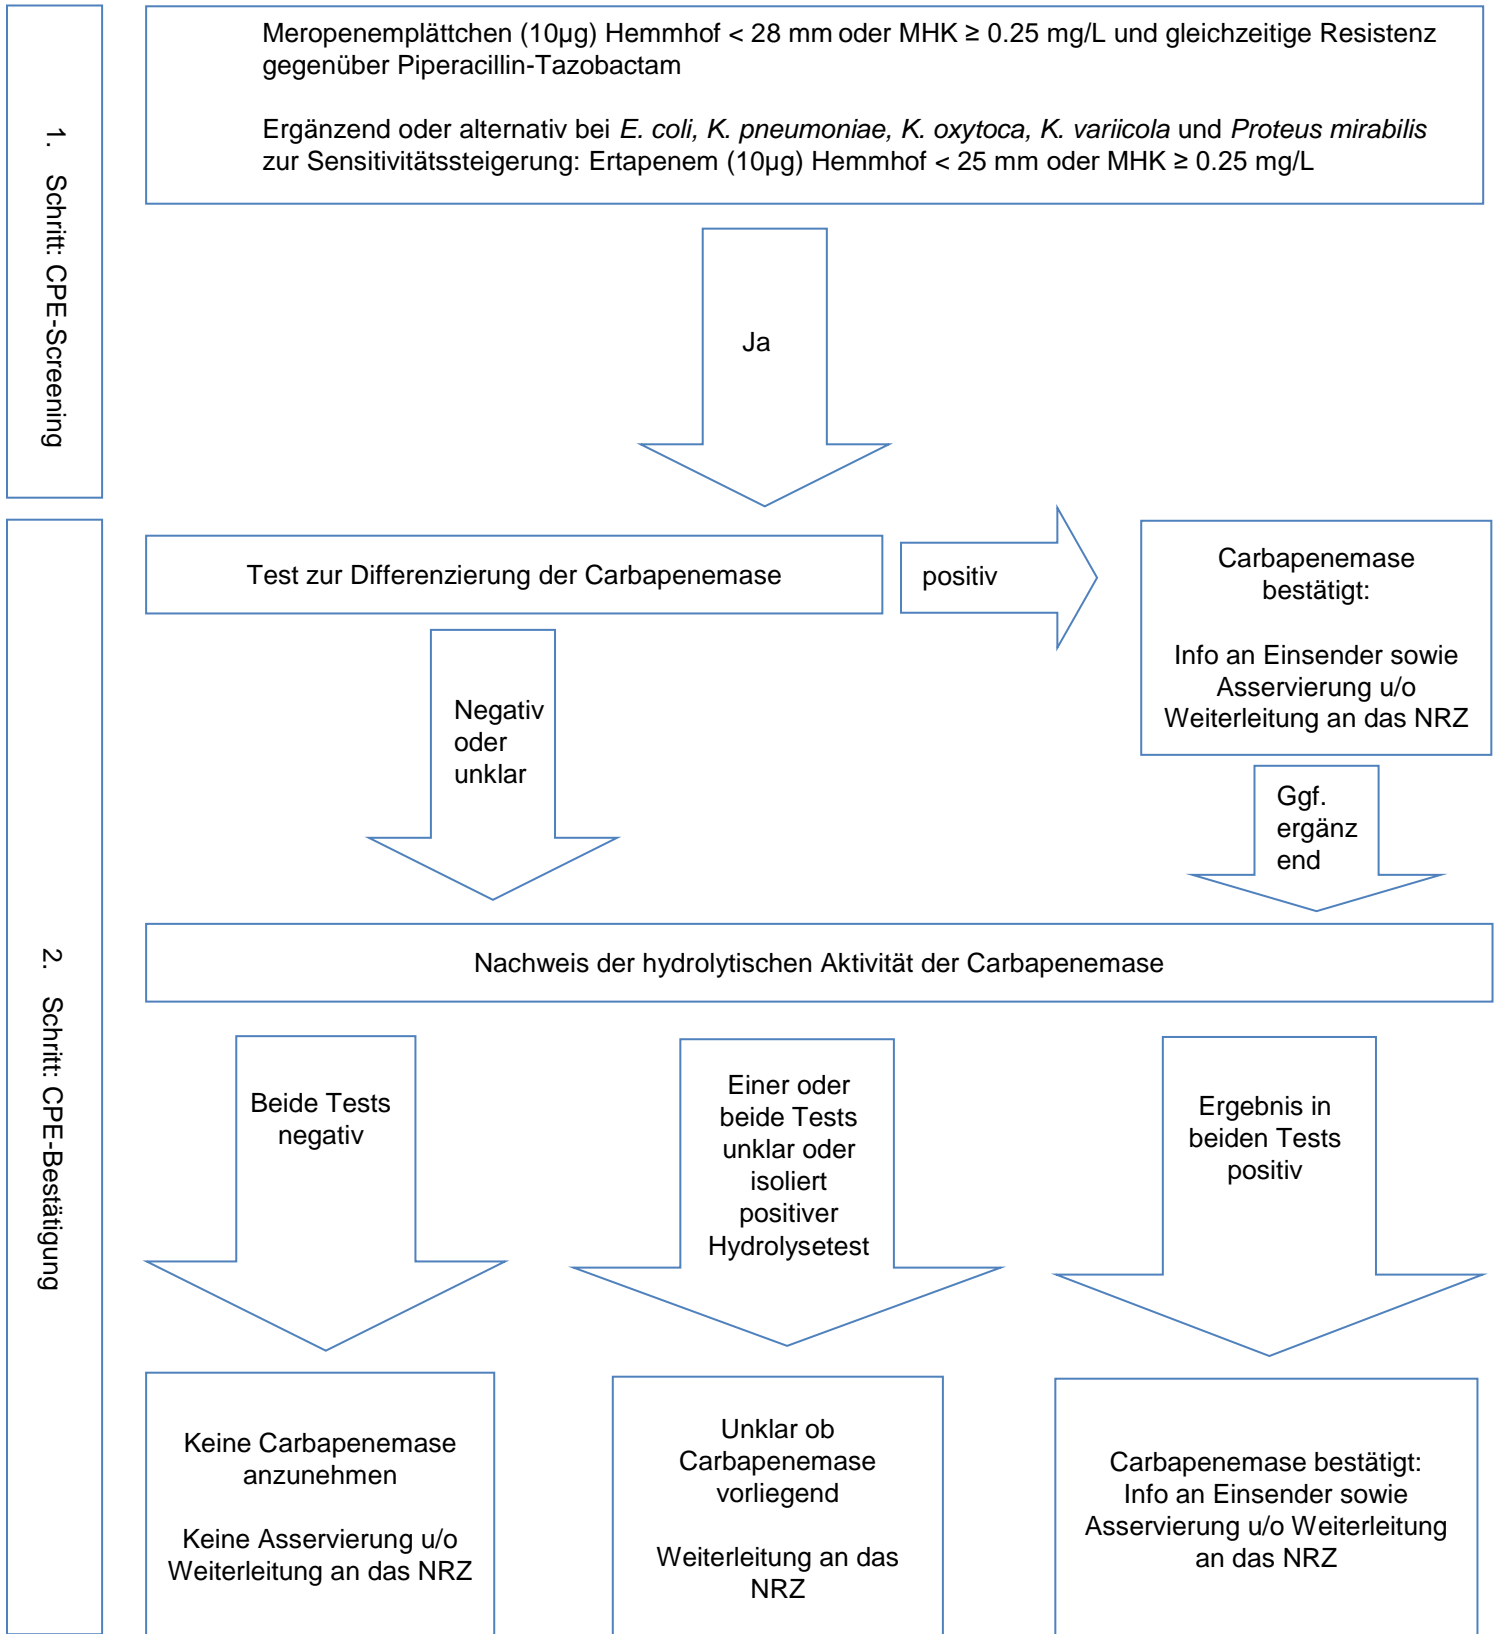 1. Schritt: CPE-Screening
Meropenemplättchen (10µg) Hemmhof < 28 mm oder MHK ≥ 0.25 mg/L und gleichzeitige Resistenz
gegenüber Piperacillin-Tazobactam
Ergänzend oder alternativ bei E. coli, K. pneumoniae, K. oxytoca, K. variicola und Proteus mirabilis
zur Sensitivitätssteigerung: Ertapenem (10µg) Hemmhof < 25 mm oder MHK ≥ 0.25 mg/L
Ja
2. Schritt: CPE-Bestätigung
Test zur Differenzierung der Carbapenemase
positiv
Carbapenemase
bestätigt:
Info an Einsender sowie
Asservierung u/o
Weiterleitung an das NRZ
Negativ
oder
unklar
Ggf.
ergänz
end
Nachweis der hydrolytischen Aktivität der Carbapenemase
Beide Tests
negativ
Einer oder
beide Tests
unklar oder
isoliert
positiver
Hydrolysetest
Ergebnis in
beiden Tests
positiv
Keine Carbapenemase
anzunehmen
Keine Asservierung u/o
Weiterleitung an das NRZ
Unklar ob
Carbapenemase
vorliegend
Weiterleitung an das
NRZ
Carbapenemase bestätigt:
Info an Einsender sowie
Asservierung u/o Weiterleitung
an das NRZ